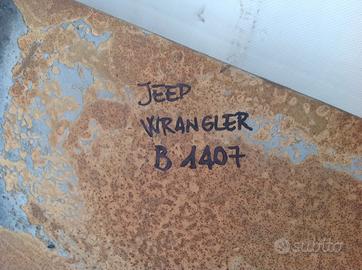 JEEP
WRANGLER
B 1407
subito